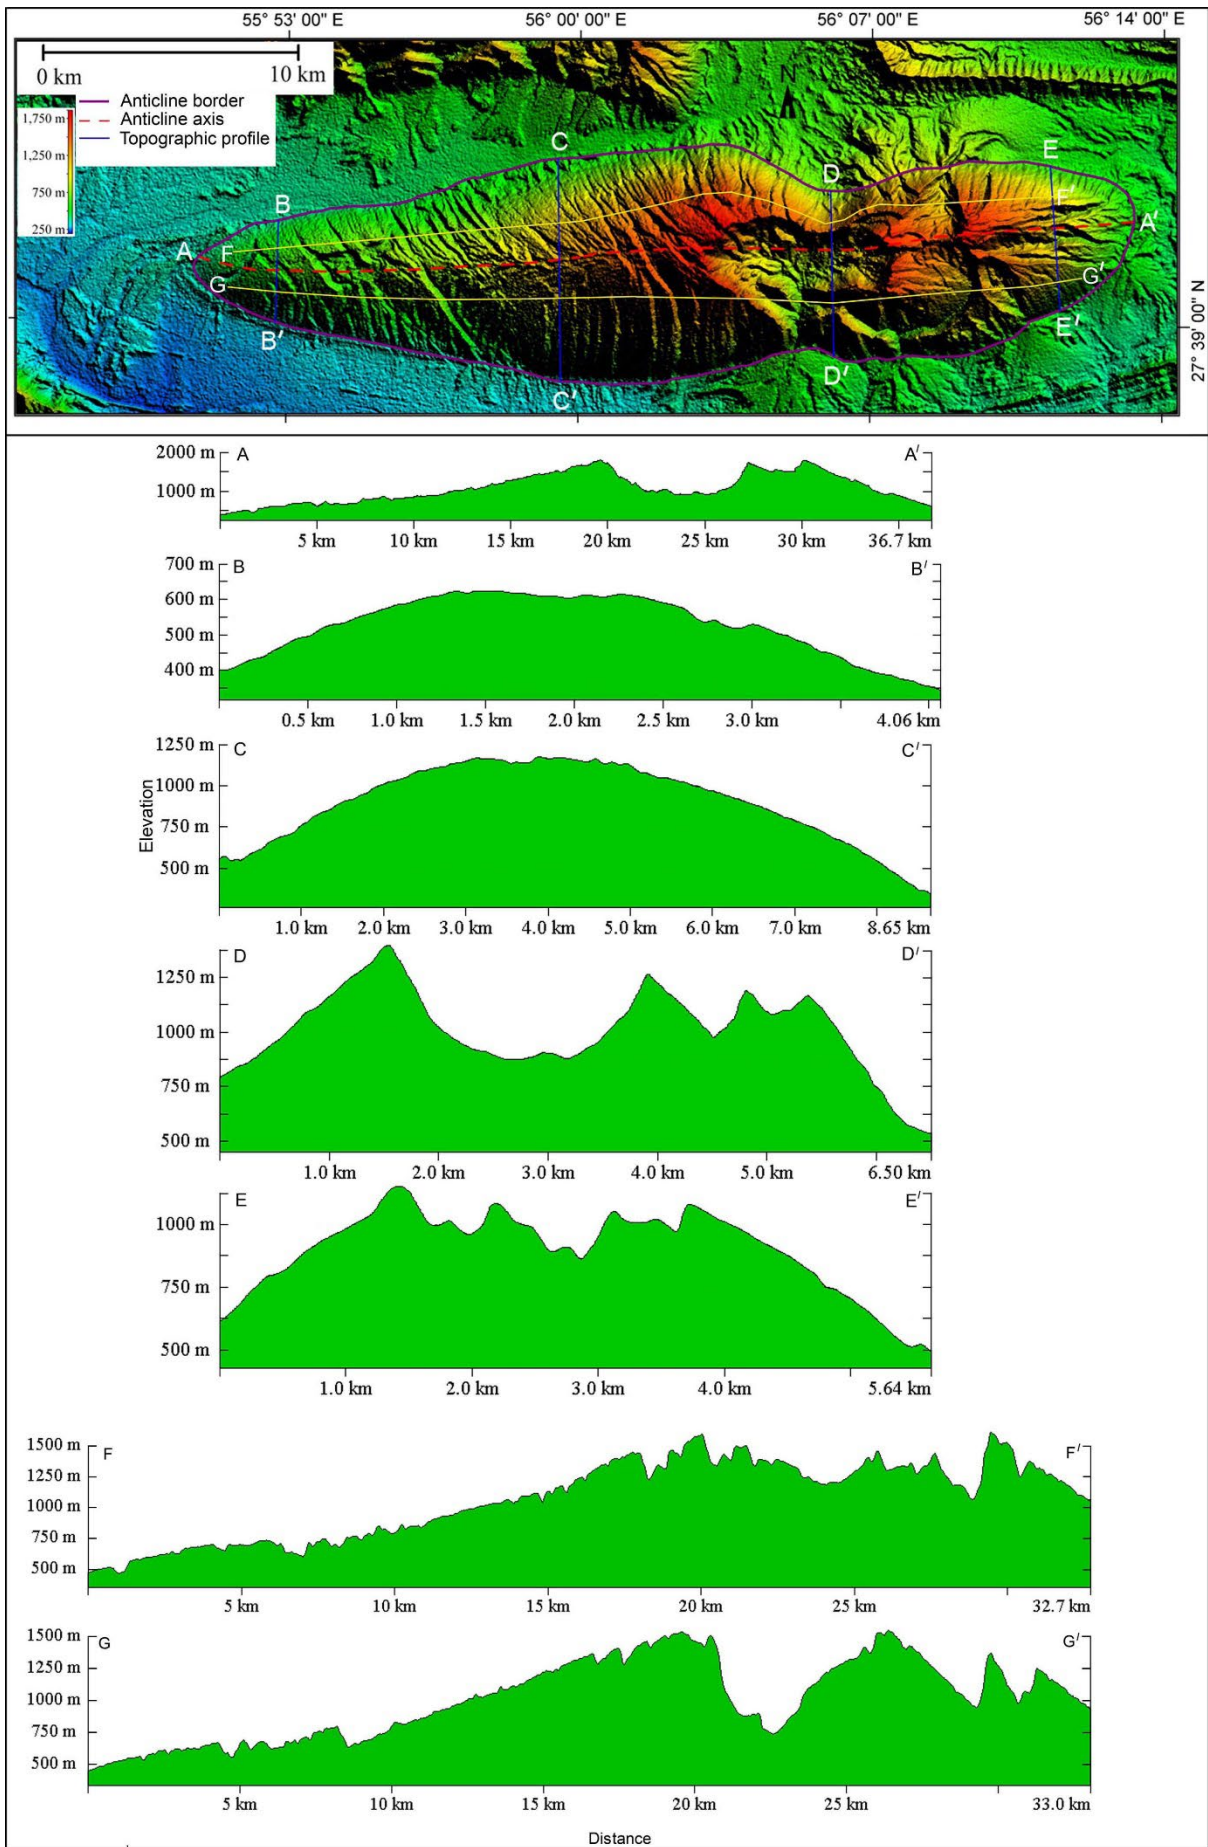 55° 53' 00" E 56° 00' 00" E 56° 07' 00" E 56° 14' 00" E
0 km 10 km
Anticline border
Anticline axis
Topographic profile
1,750 m
1,250 m
750 m
250 m
N
A
F
G
B
B'
C
C'
D
D'
E
F'
A'
G'
E'
27° 39' 00" N
2000 m A A'
1000 m
5 km 10 km 15 km 20 km 25 km 30 km 36.7 km
700 m B B'
600 m
500 m
400 m
0.5 km 1.0 km 1.5 km 2.0 km 2.5 km 3.0 km 4.06 km
1250 m C C'
1000 m
750 m
500 m
Elevation
1.0 km 2.0 km 3.0 km 4.0 km 5.0 km 6.0 km 7.0 km 8.65 km
D D'
1250 m
1000 m
750 m
500 m
1.0 km 2.0 km 3.0 km 4.0 km 5.0 km 6.50 km
E E'
1000 m
750 m
500 m
1.0 km 2.0 km 3.0 km 4.0 km 5.64 km
1500 m F F'
1250 m
1000 m
750 m
500 m
5 km 10 km 15 km 20 km 25 km 32.7 km
1500 m G G'
1250 m
1000 m
750 m
500 m
5 km 10 km 15 km 20 km 25 km 33.0 km
Distance